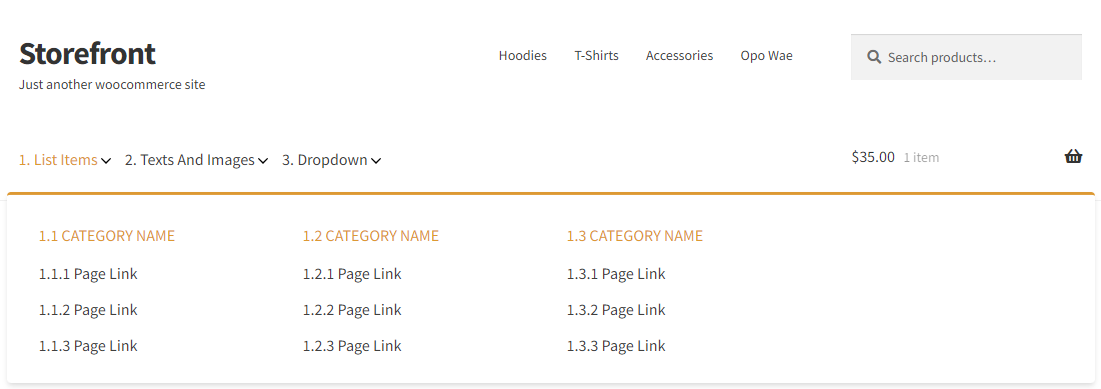 Storefront
Just another woocommerce site
Hoodies T-Shirts Accessories Opo Wae
Search products…
1. List Items 2. Texts And Images 3. Dropdown
$35.00 1 item
1.1 CATEGORY NAME 1.2 CATEGORY NAME 1.3 CATEGORY NAME
1.1.1 Page Link 1.2.1 Page Link 1.3.1 Page Link
1.1.2 Page Link 1.2.2 Page Link 1.3.2 Page Link
1.1.3 Page Link 1.2.3 Page Link 1.3.3 Page Link